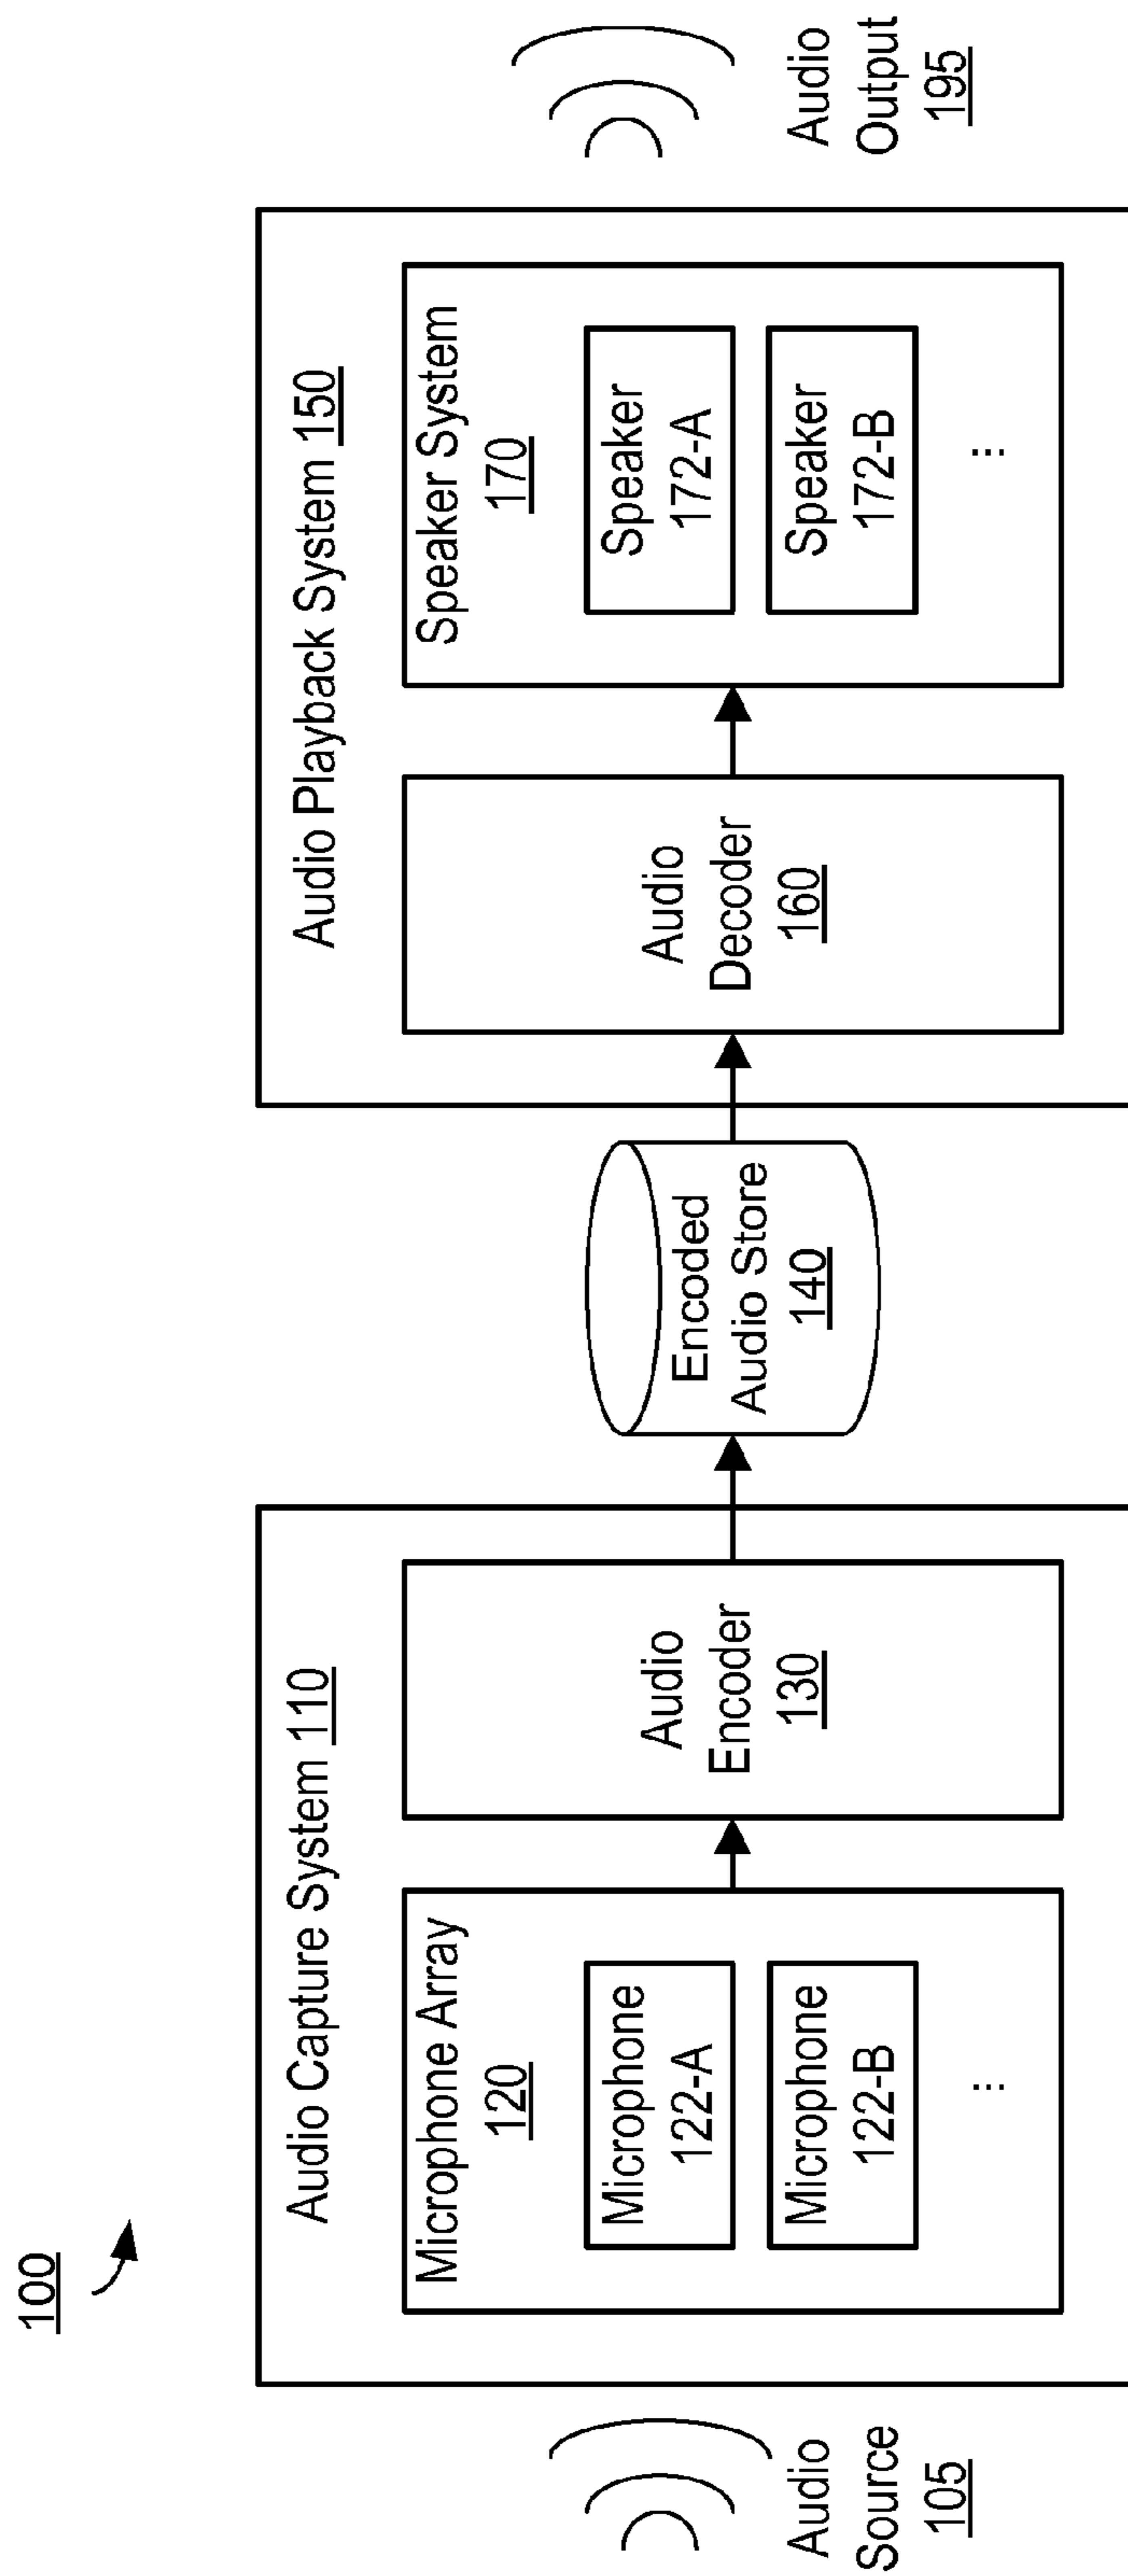 100
Audio
Source
105
Audio Capture System 110
Microphone Array
120
Microphone
122-A
Microphone
122-B
...
Audio
Encoder
130
Encoded
Audio Store
140
Audio Playback System 150
Audio
Decoder
160
Speaker System
170
Speaker
172-A
Speaker
172-B
...
Audio
Output
195